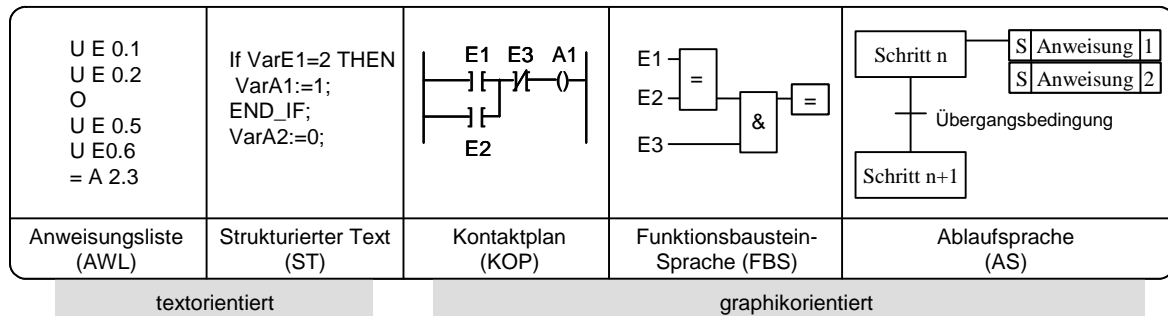 U E 0.1
U E 0.2
O
U E 0.5
U E0.6
= A 2.3
If VarE1=2 THEN
VarA1:=1;
END_IF;
VarA2:=0;
E1 E3 A1
E2
E1
E2
E3
=
&
=
Schritt n
S Anweisung 1
S Anweisung 2
Übergangsbedingung
Schritt n+1
Anweisungsliste
(AWL)
Strukturierter Text
(ST)
Kontaktplan
(KOP)
Funktionsbaustein-
Sprache (FBS)
Ablaufsprache
(AS)
textorientiert
graphikorientiert